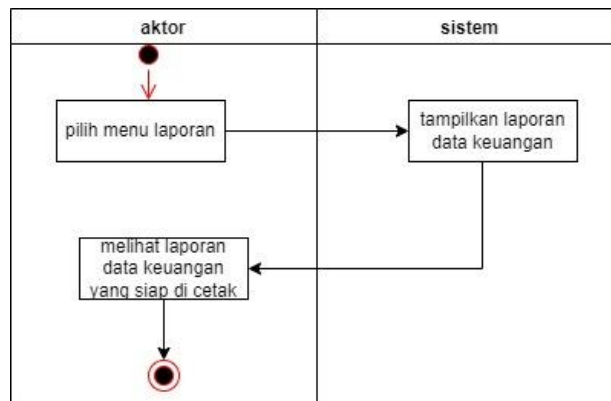 aktor
sistem
pilih menu laporan
tampilkan laporan
data keuangan
melihat laporan
data keuangan
yang siap di cetak